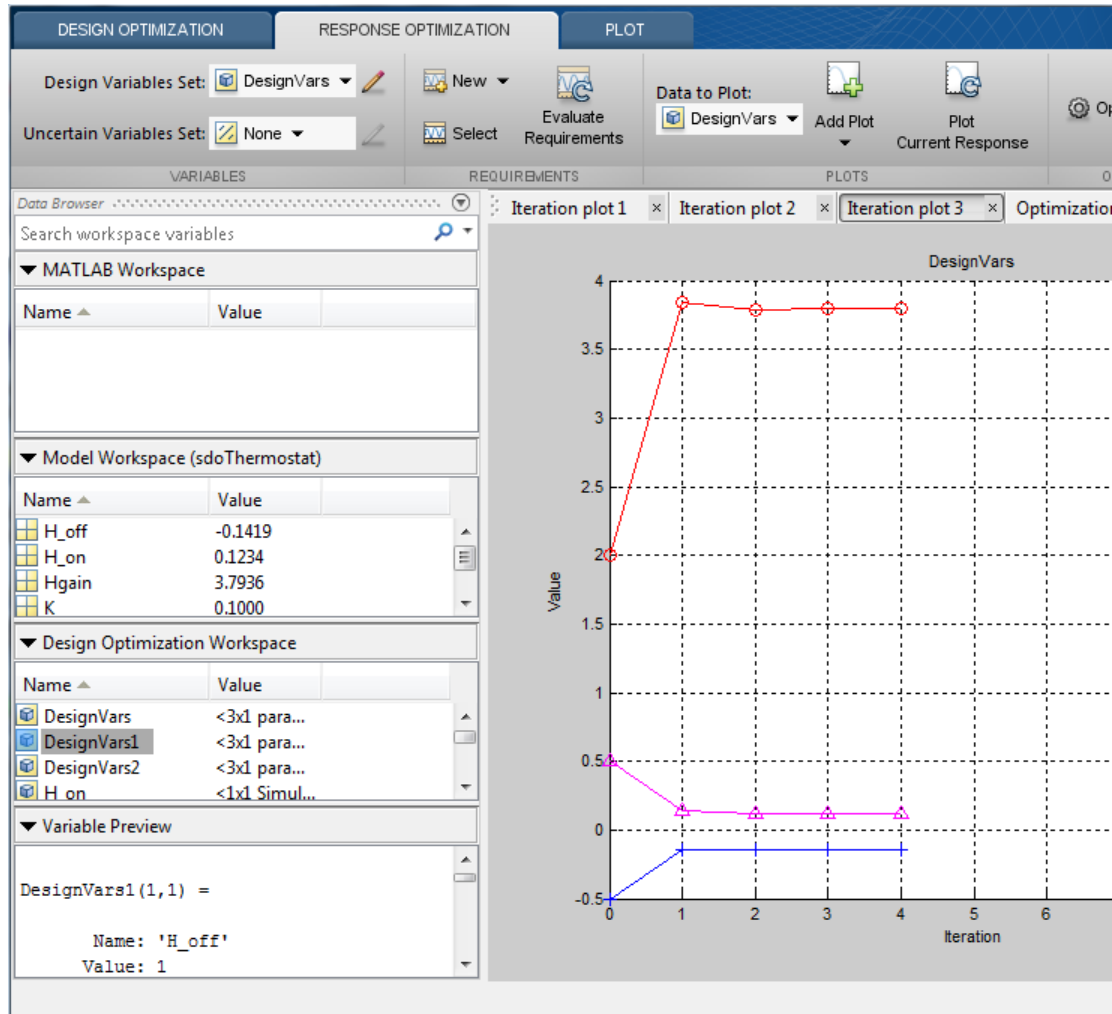 DESIGN OPTIMIZATION RESPONSE OPTIMIZATION PLOT
Design Variables Set: DesignVars
Uncertain Variables Set: None
VARIABLES
New
Select
Evaluate
Requirements
REQUIREMENTS
Data to Plot:
DesignVars
Add Plot
Plot
Current Response
PLOTS
Data Browser
Search workspace variables
MATLAB Workspace
Name Value
Model Workspace (sdoThermostat)
Name Value
H_off -0.1419
H_on 0.1234
Hgain 3.7936
K 0.1000
Design Optimization Workspace
Name Value
DesignVars <3x1 para...
DesignVars1 <3x1 para...
DesignVars2 <3x1 para...
H_on <1x1 Simul...
Variable Preview
DesignVars1(1,1) =
Name: 'H_off'
Value: 1
Iteration plot 1 × Iteration plot 2 × Iteration plot 3 × Optimization
DesignVars
4
3.5
3
2.5
2
1.5
1
0.5
0
-0.5
Value
0 1 2 3 4 5 6
Iteration